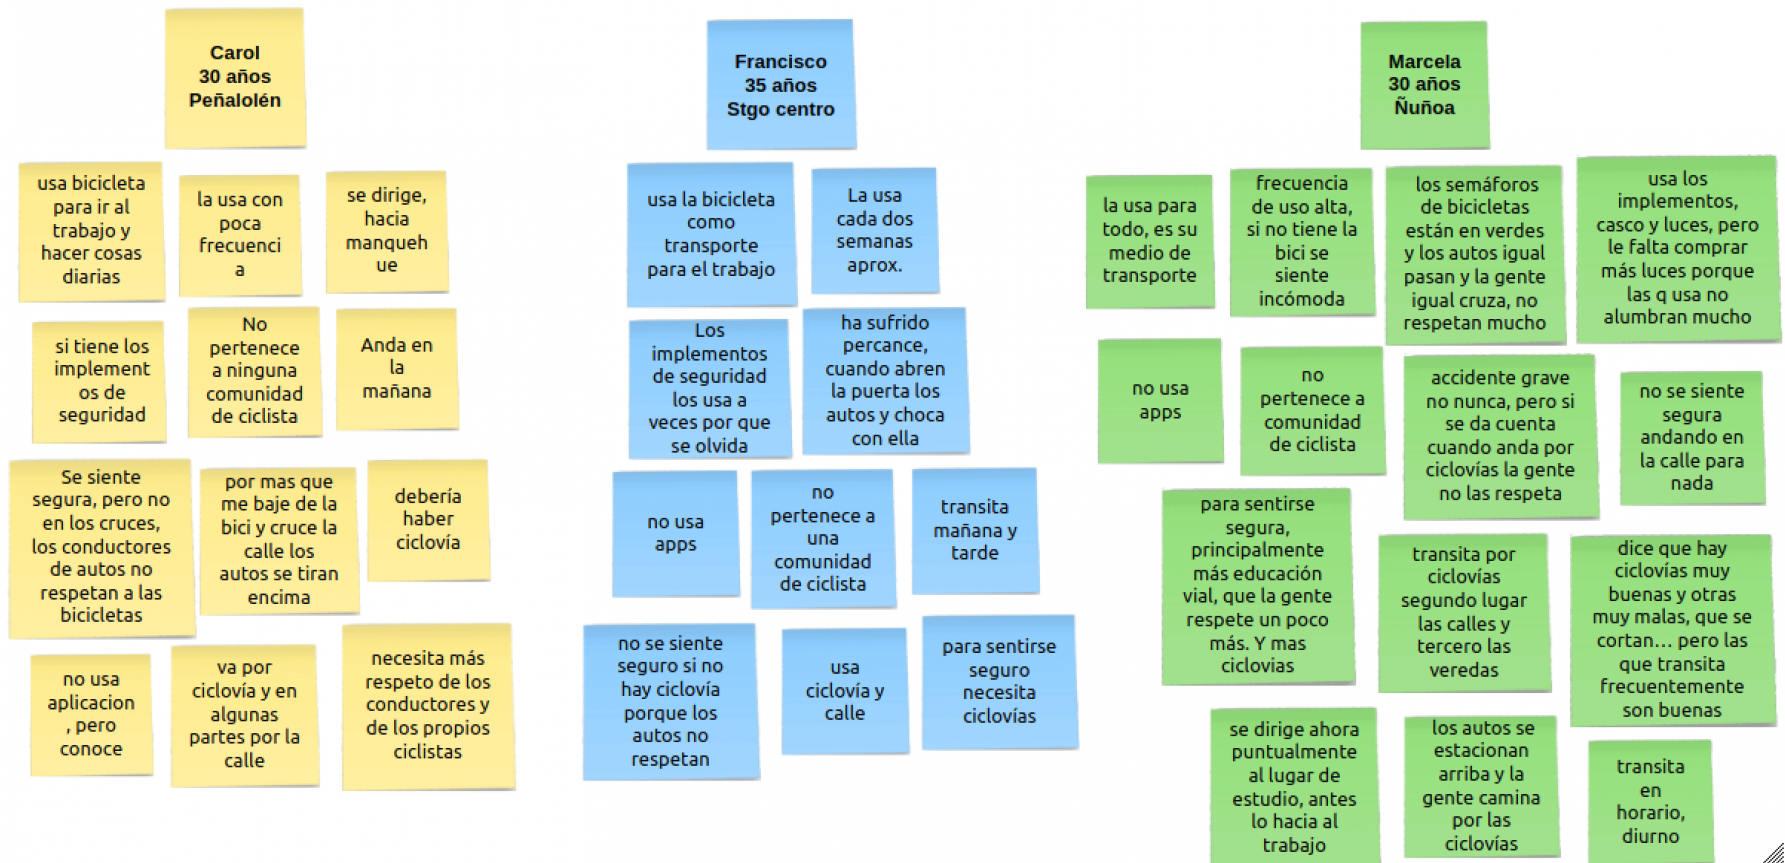 Carol
30 años
Peñalolén
usa bicicleta
para ir al
trabajo y
hacer cosas
diarias
la usa con
poca
frecuenci
a
se dirige,
hacia
manqueh
ue
si tiene los
implement
os de
seguridad
No
pertenece
a ninguna
comunidad
de ciclista
Anda en
la
mañana
Se siente
segura, pero no
en los cruces,
los conductores
de autos no
respetan a las
bicicletas
por mas que
me baje de la
bici y cruce la
calle los
autos se tiran
encima
debería
haber
ciclovía
no usa
aplicacion
, pero
conoce
va por
ciclovía y en
algunas
partes por la
calle
necesita más
respeto de los
conductores y
de los propios
ciclistas
Francisco
35 años
Stgo centro
usa la bicicleta
como
transporte
para el trabajo
La usa
cada dos
semanas
aprox.
Los
implementos
de seguridad
los usa a
veces por que
se olvida
ha sufrido
percance,
cuando abren
la puerta los
autos y choca
con ella
no usa
apps
no
pertenece a
una
comunidad
de ciclista
transita
mañana y
tarde
no se siente
seguro si no
hay ciclovía
porque los
autos no
respetan
usa
ciclovía y
calle
para sentirse
seguro
necesita
ciclovías
Marcela
30 años
Ñuñoa
la usa para
todo, es su
medio de
transporte
frecuencia
de uso alta,
si no tiene la
bici se
siente
incómoda
los semáforos
de bicicletas
están en verdes
y los autos igual
pasan y la gente
igual cruza, no
respetan mucho
usa los
implementos,
casco y luces, pero
le falta comprar
más luces porque
las q usa no
alumbran mucho
no usa
apps
no
pertenece a
comunidad
de ciclista
accidente grave
no nunca, pero si
se da cuenta
cuando anda por
ciclovías la gente
no las respeta
no se siente
segura
andando en
la calle para
nada
para sentirse
segura,
principalmente
más educación
vial, que la gente
respete un poco
más. Y mas
ciclovias
transita por
ciclovías
segundo lugar
las calles y
tercero las
veredas
dice que hay
ciclovías muy
buenas y otras
muy malas, que se
cortan... pero las
que transita
frecuentemente
son buenas
se dirige ahora
puntualmente
al lugar de
estudio, antes
lo hacia al
trabajo
los autos se
estacionan
arriba y la
gente camina
por las
ciclovías
transita
en
horario,
diurno